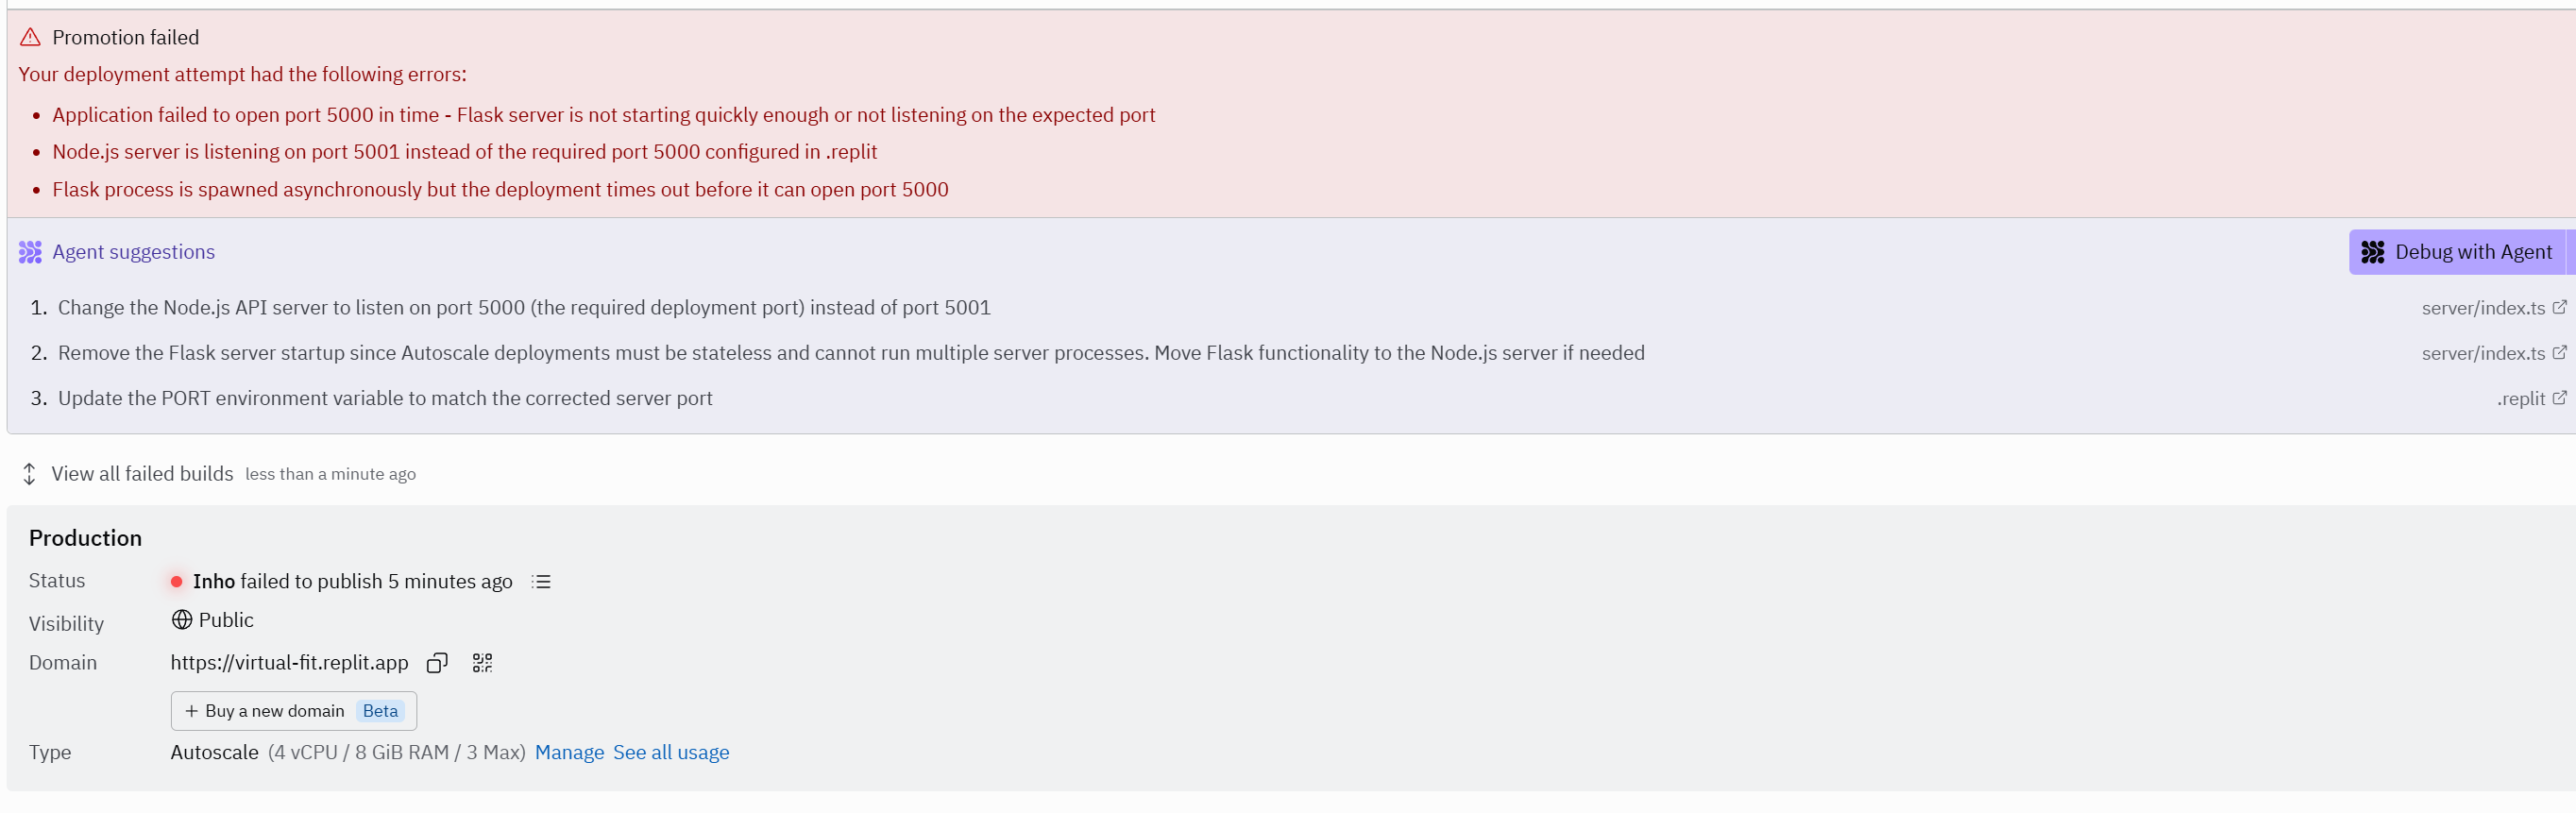 Promotion failed
Your deployment attempt had the following errors:
• Application failed to open port 5000 in time - Flask server is not starting quickly enough or not listening on the expected port
• Node.js server is listening on port 5001 instead of the required port 5000 configured in .replit
• Flask process is spawned asynchronously but the deployment times out before it can open port 5000
Agent suggestions Debug with Agent
1. Change the Node.js API server to listen on port 5000 (the required deployment port) instead of port 5001 server/index.ts
2. Remove the Flask server startup since Autoscale deployments must be stateless and cannot run multiple server processes. Move Flask functionality to the Node.js server if needed server/index.ts
3. Update the PORT environment variable to match the corrected server port .replit
View all failed builds less than a minute ago
Production
Status Inho failed to publish 5 minutes ago
Visibility Public
Domain https://virtual-fit.replit.app
+ Buy a new domain Beta
Type Autoscale (4 vCPU / 8 GiB RAM / 3 Max) Manage See all usage